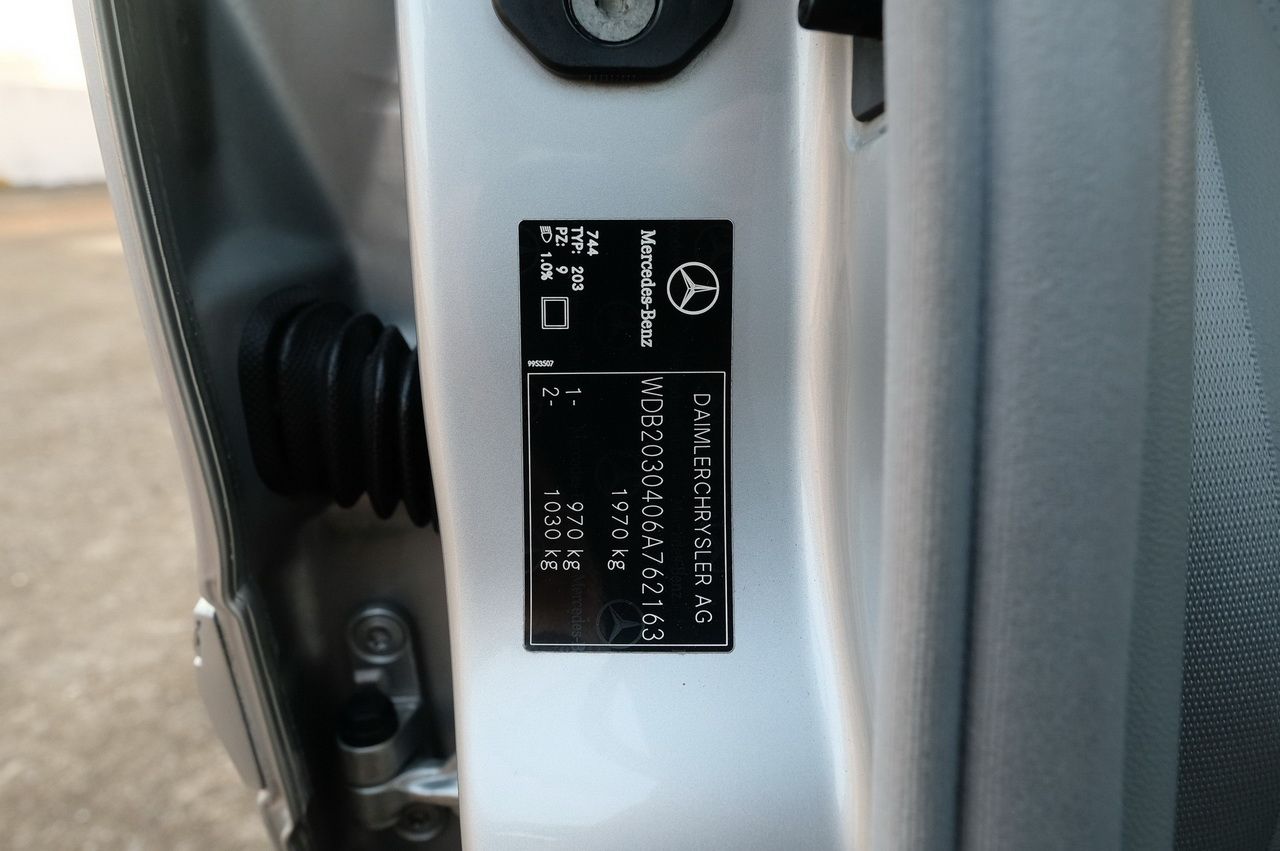 Mercedes-Benz
744
TYP: 203
PZ: 9
1.0%
9953507
DAIMLERCHRYSLER AG
WDB2030406A762163
1970 kg
1- 970 kg
2- 1030 kg